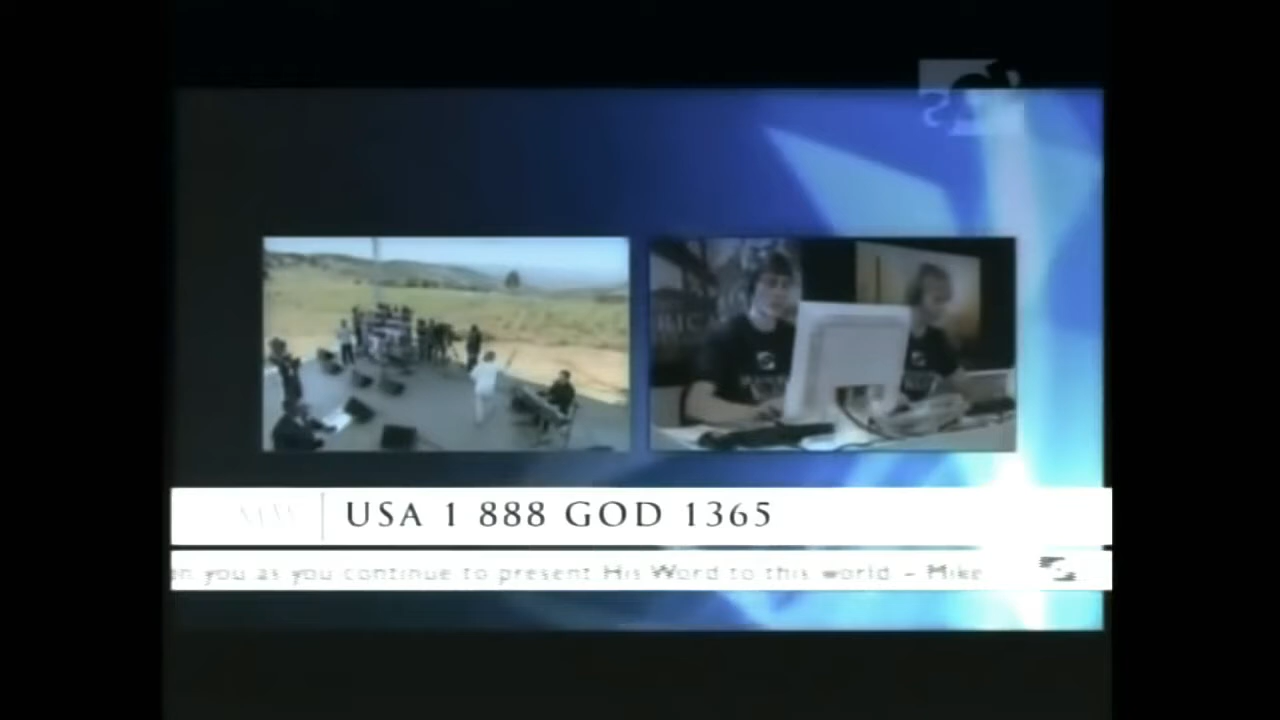 USA 1 888 GOD 1365
you as you continue to present His Word to this world – Mike